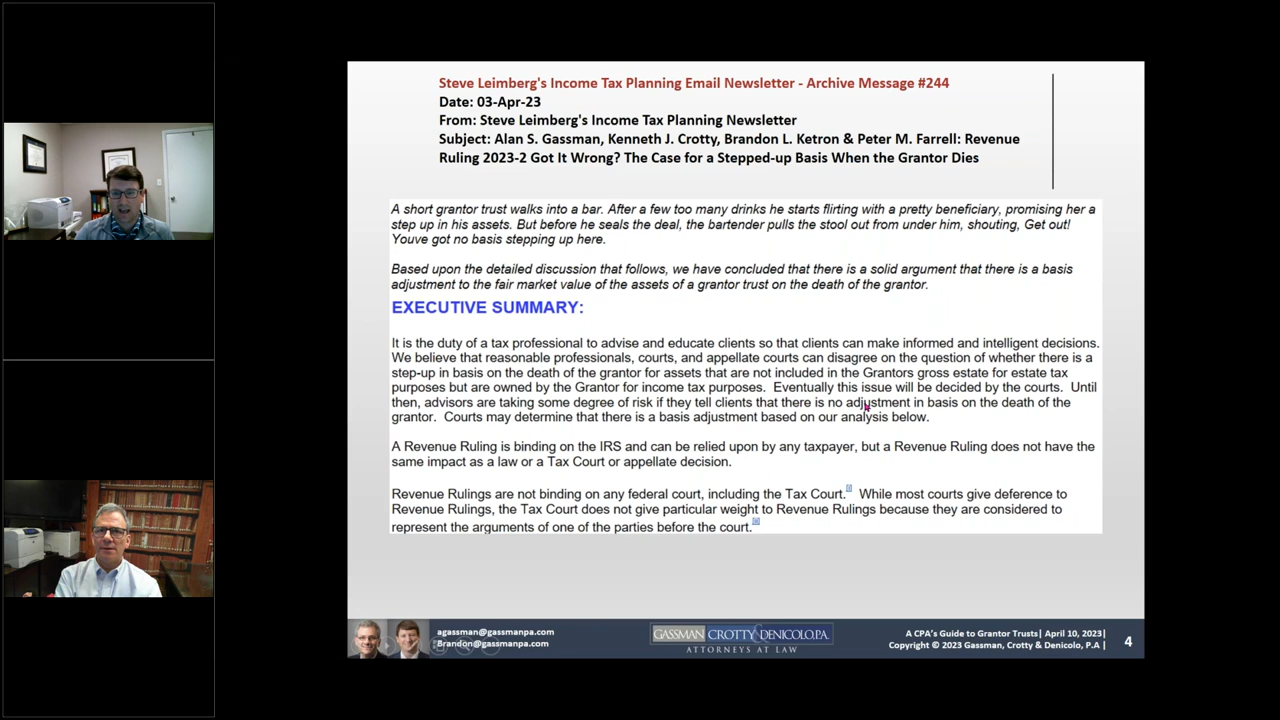 Steve Leimberg's Income Tax Planning Email Newsletter - Archive Message #244
Date: 03-Apr-23
From: Steve Leimberg's Income Tax Planning Newsletter
Subject: Alan S. Gassman, Kenneth J. Crotty, Brandon L. Ketron & Peter M. Farrell: Revenue
Ruling 2023-2 Got It Wrong? The Case for a Stepped-up Basis When the Grantor Dies
A short grantor trust walks into a bar. After a few too many drinks he starts flirting with a pretty beneficiary, promising her a
step up in his assets. But before he seals the deal, the bartender pulls the stool out from under him, shouting, Get out!
Youve got no basis stepping up here.
Based upon the detailed discussion that follows, we have concluded that there is a solid argument that there is a basis
adjustment to the fair market value of the assets of a grantor trust on the death of the grantor.
EXECUTIVE SUMMARY:
It is the duty of a tax professional to advise and educate clients so that clients can make informed and intelligent decisions.
We believe that reasonable professionals, courts, and appellate courts can disagree on the question of whether there is a
step-up in basis on the death of the grantor for assets that are not included in the Grantors gross estate for estate tax
purposes but are owned by the Grantor for income tax purposes. Eventually this issue will be decided by the courts. Until
then, advisors are taking some degree of risk if they tell clients that there is no adjustment in basis on the death of the
grantor. Courts may determine that there is a basis adjustment based on our analysis below.
A Revenue Ruling is binding on the IRS and can be relied upon by any taxpayer, but a Revenue Ruling does not have the
same impact as a law or a Tax Court or appellate decision.
Revenue Rulings are not binding on any federal court, including the Tax Court. While most courts give deference to
Revenue Rulings, the Tax Court does not give particular weight to Revenue Rulings because they are considered to
represent the arguments of one of the parties before the court.
agassman@gassmanpa.com
Brandon@gassmanpa.com
GASSMAN CROTTY & DENICOLO, P.A.
ATTORNEYS AT LAW
A CPA's Guide to Grantor Trusts| April 10, 2023|
Copyright © 2023 Gassman, Crotty & Denicolo, P.A |
4